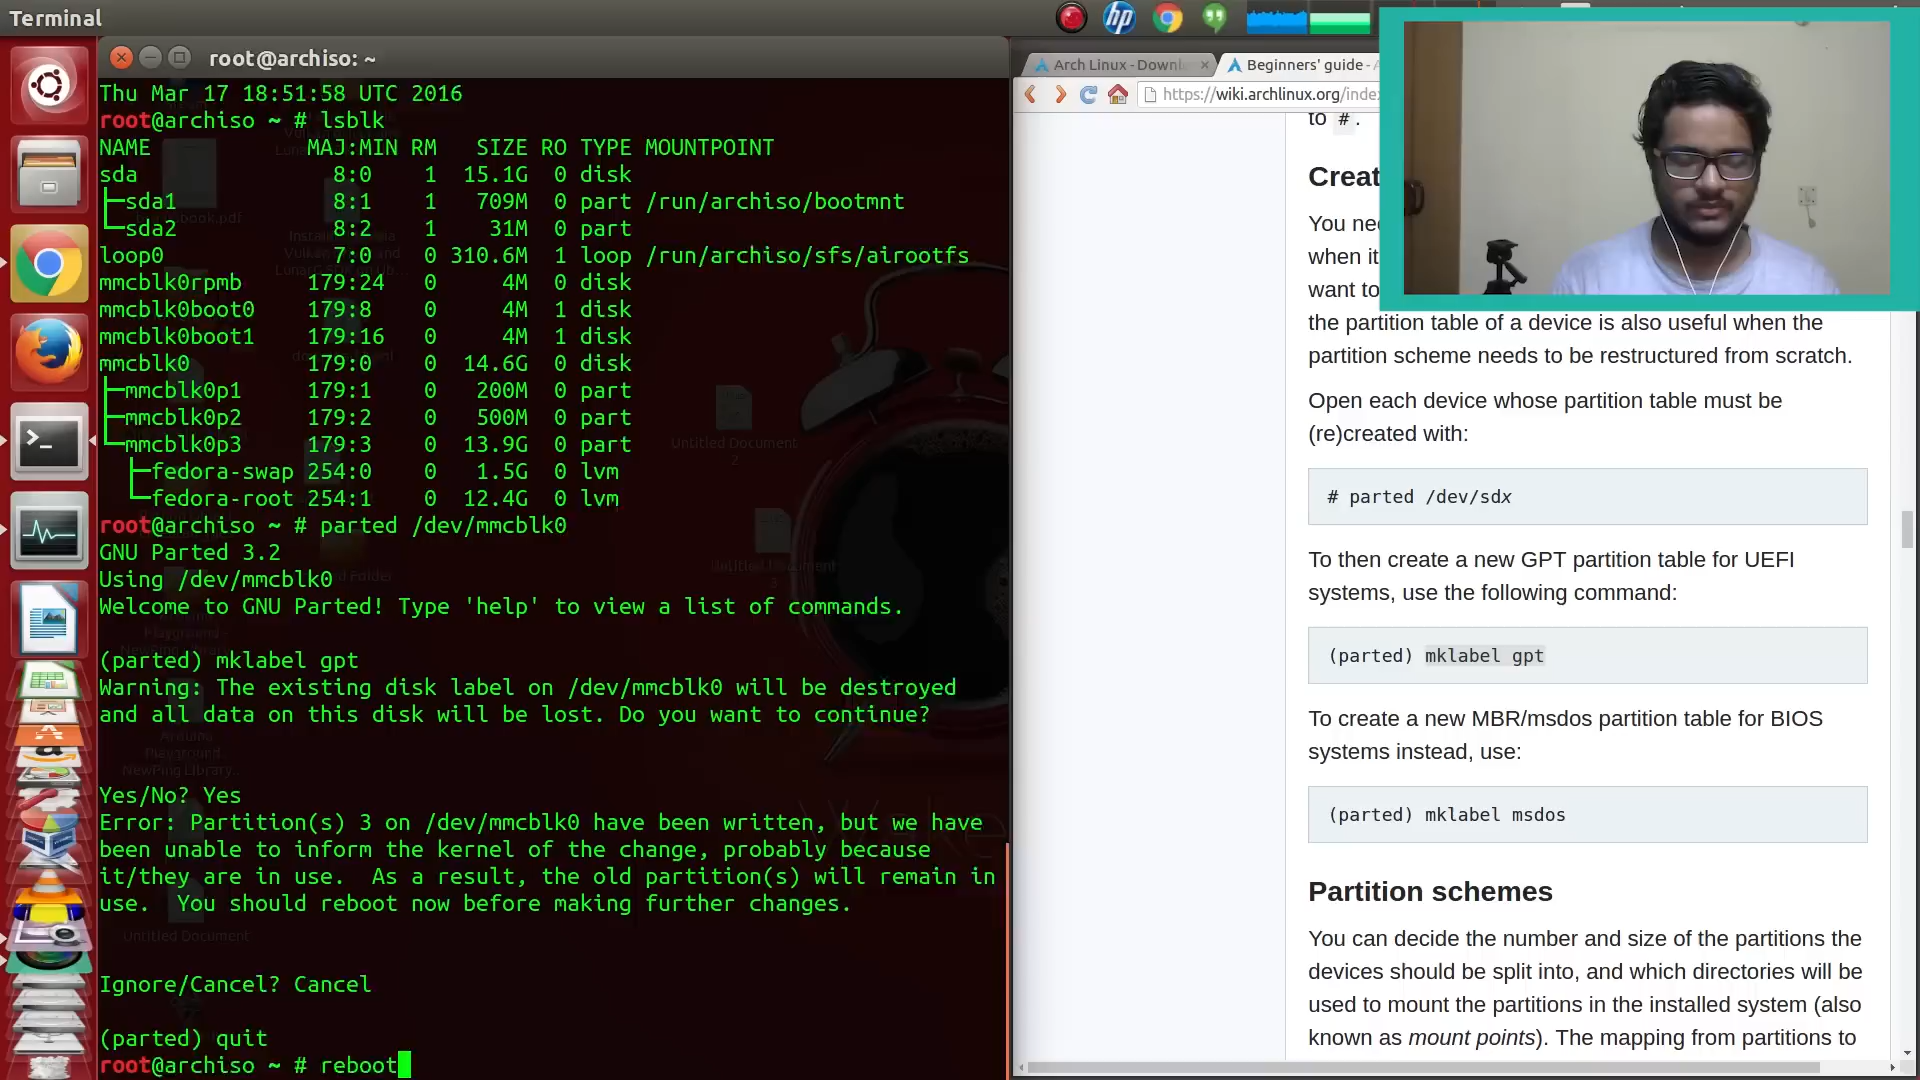 Terminal
root@archiso: ~
Thu Mar 17 18:51:58 UTC 2016
root@archiso ~ # lsblk
NAME MAJ:MIN RM SIZE RO TYPE MOUNTPOINT
sda 8:0 1 15.1G 0 disk
├─sda1 8:1 1 709M 0 part /run/archiso/bootmnt
└─sda2 8:2 1 31M 0 part
loop0 7:0 0 310.6M 1 loop /run/archiso/sfs/airootfs
mmcblk0rpmb 179:24 0 4M 0 disk
mmcblk0boot0 179:8 0 4M 1 disk
mmcblk0boot1 179:16 0 4M 1 disk
mmcblk0 179:0 0 14.6G 0 disk
├─mmcblk0p1 179:1 0 200M 0 part
├─mmcblk0p2 179:2 0 500M 0 part
└─mmcblk0p3 179:3 0 13.9G 0 part
├─fedora-swap 254:0 0 1.5G 0 lvm
└─fedora-root 254:1 0 12.4G 0 lvm
root@archiso ~ # parted /dev/mmcblk0
GNU Parted 3.2
Using /dev/mmcblk0
Welcome to GNU Parted! Type 'help' to view a list of commands.
(parted) mklabel gpt
Warning: The existing disk label on /dev/mmcblk0 will be destroyed
and all data on this disk will be lost. Do you want to continue?
Yes/No? Yes
Error: Partition(s) 3 on /dev/mmcblk0 have been written, but we have
been unable to inform the kernel of the change, probably because
it/they are in use. As a result, the old partition(s) will remain in
use. You should reboot now before making further changes.
Ignore/Cancel? Cancel
(parted) quit
root@archiso ~ # reboot
Untitled Document
2
Untitled Document
3
Untitled Document
Playground
NewPing Library...
Arch Linux - Downl
Beginners' guide -
https://wiki.archlinux.org/index
to #.
Creat
You nee
when it
want to
the partition table of a device is also useful when the
partition scheme needs to be restructured from scratch.
Open each device whose partition table must be
(re)created with:
# parted /dev/sdx
To then create a new GPT partition table for UEFI
systems, use the following command:
(parted) mklabel gpt
To create a new MBR/msdos partition table for BIOS
systems instead, use:
(parted) mklabel msdos
Partition schemes
You can decide the number and size of the partitions the
devices should be split into, and which directories will be
used to mount the partitions in the installed system (also
known as mount points). The mapping from partitions to